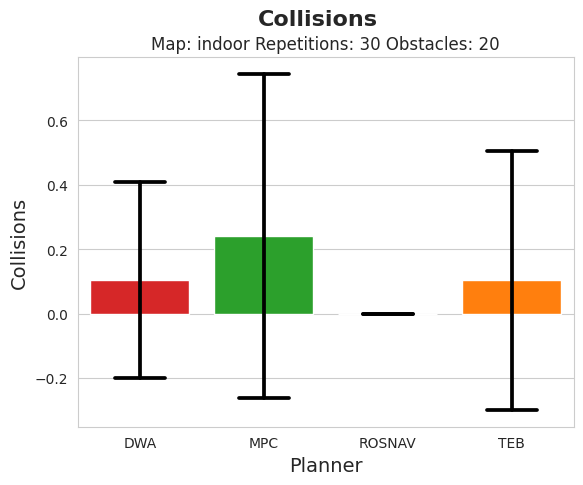 Collisions
Map: indoor Repetitions: 30 Obstacles: 20
Collisions
0.6
0.4
0.2
0.0
−0.2
DWA MPC ROSNAV TEB
Planner